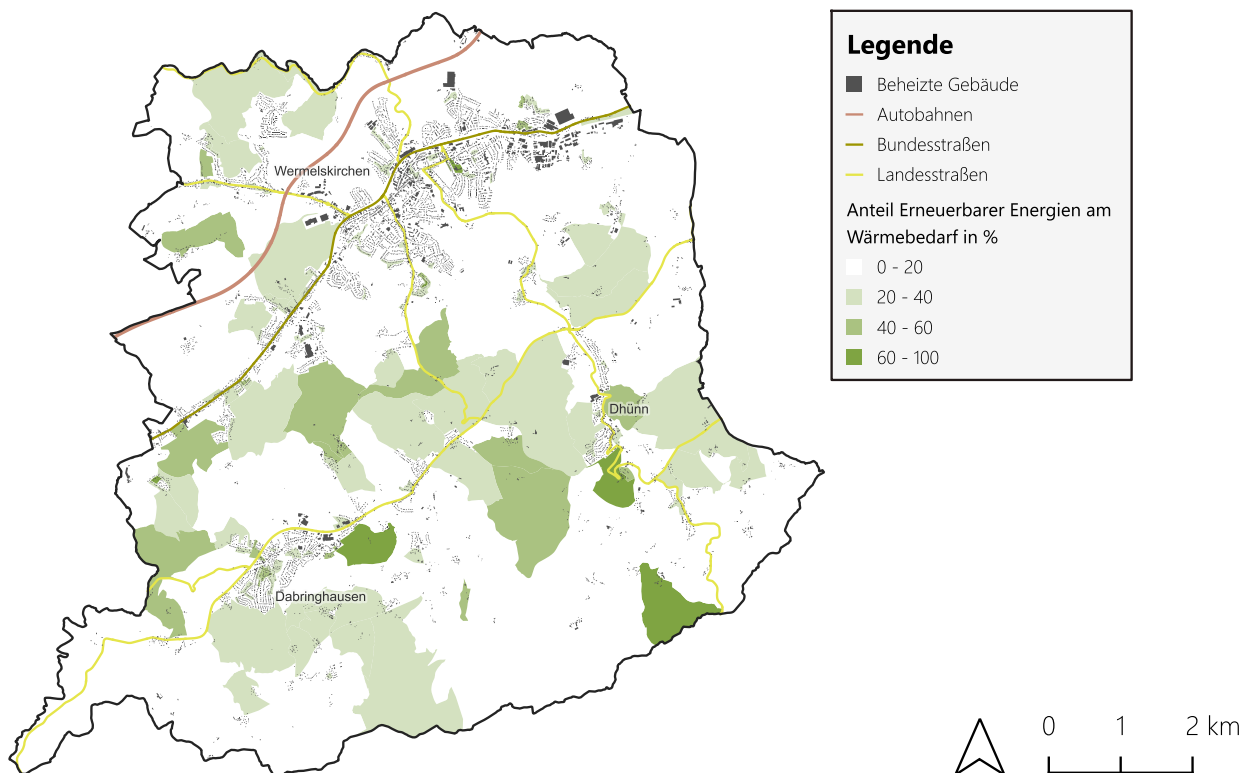 Legende
Beheizte Gebäude
Autobahnen
Bundesstraßen
Landesstraßen
Anteil Erneuerbarer Energien am
Wärmebedarf in %
0 - 20
20 - 40
40 - 60
60 - 100
Wermelskirchen
Dhünn
Dabringhausen
0 1 2 km